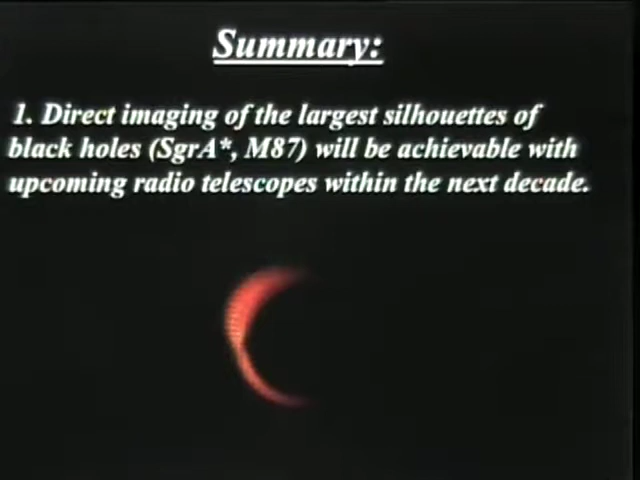 Summary:
1. Direct imaging of the largest silhouettes of
black holes (SgrA*, M87) will be achievable with
upcoming radio telescopes within the next decade.